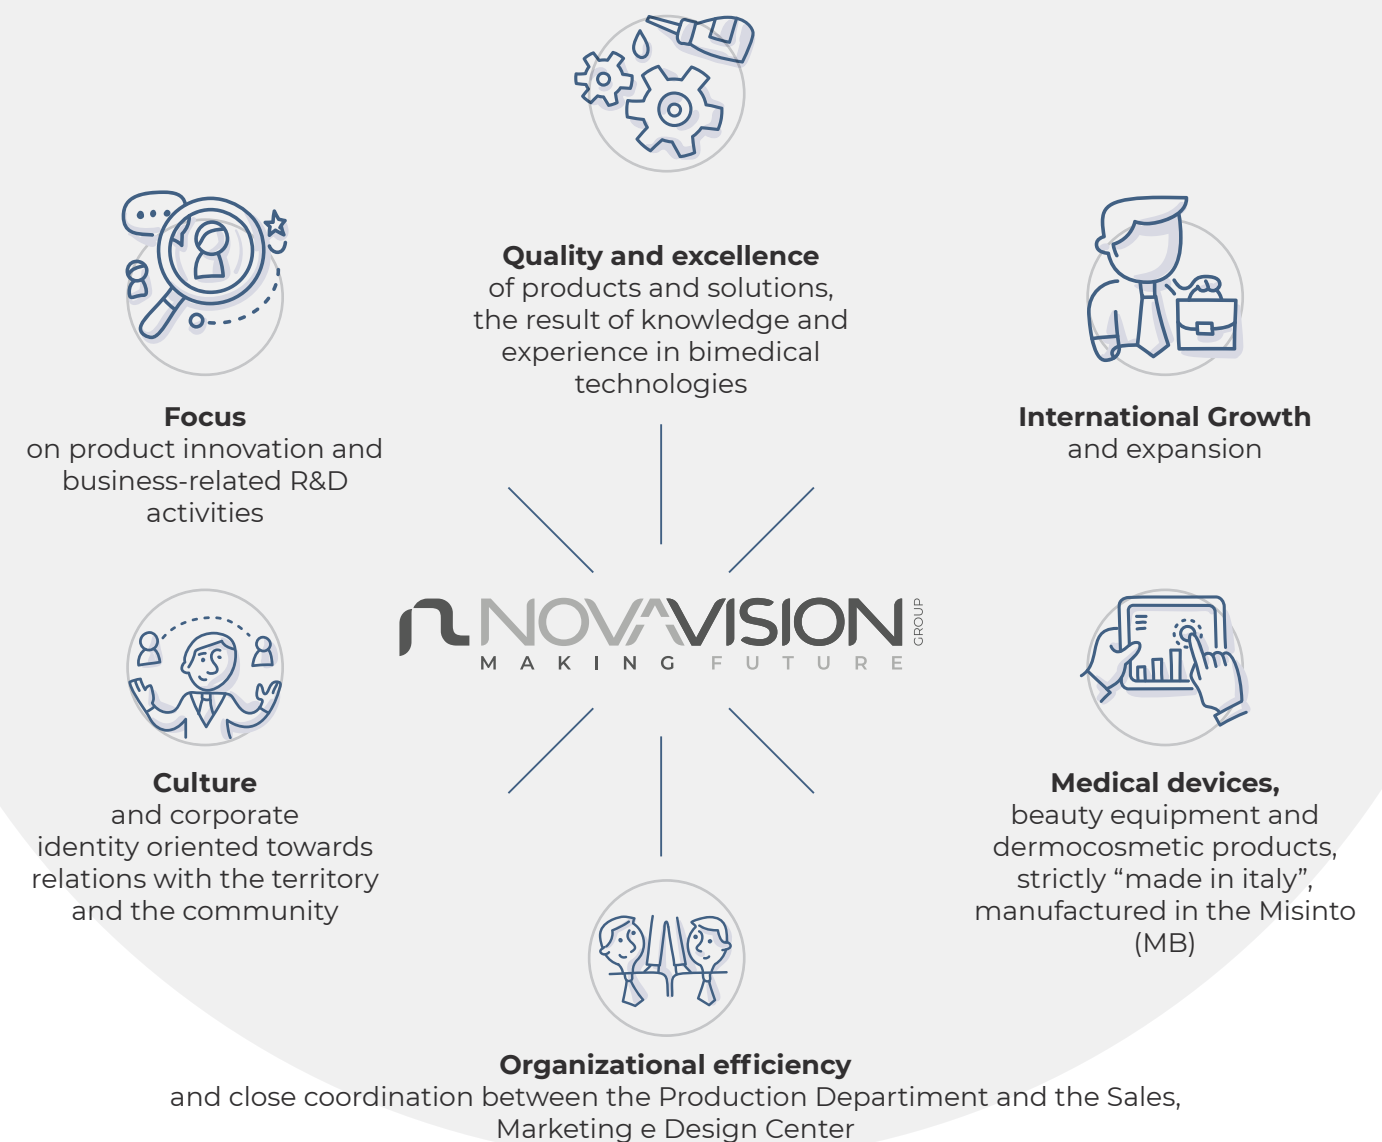 Quality and excellence
of products and solutions,
the result of knowledge and
experience in bimedical
technologies
Focus
on product innovation and
business-related R&D
activities
International Growth
and expansion
NOVAVISION GROUP
MAKING FUTURE
Culture
and corporate
identity oriented towards
relations with the territory
and the community
Medical devices,
beauty equipment and
dermocosmetic products,
strictly “made in italy”,
manufactured in the Misinto
(MB)
Organizational efficiency
and close coordination between the Production Departiment and the Sales,
Marketing e Design Center